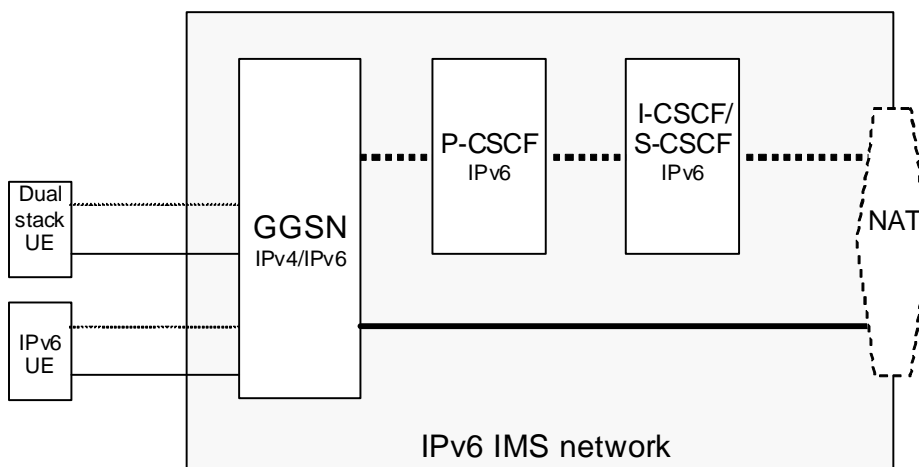 Dual
stack
UE
IPv6
UE
GGSN
IPv4/IPv6
P-CSCF
IPv6
I-CSCF/
S-CSCF
IPv6
NAT
IPv6 IMS network